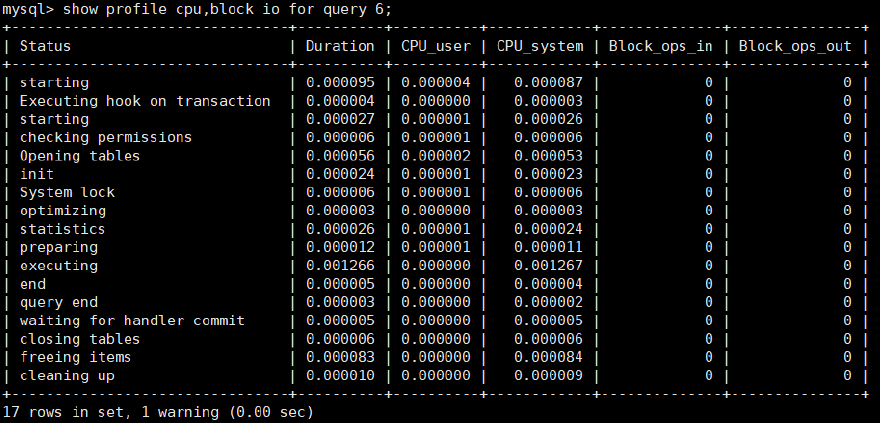 mysql> show profile cpu,block io for query 6;
+--------------------------------+----------+----------+------------+--------------+---------------+
| Status                         | Duration | CPU_user | CPU_system | Block_ops_in | Block_ops_out |
+--------------------------------+----------+----------+------------+--------------+---------------+
| starting                       | 0.000095 | 0.000004 |   0.000087 |            0 |             0 |
| Executing hook on transaction  | 0.000004 | 0.000000 |   0.000003 |            0 |             0 |
| starting                       | 0.000027 | 0.000001 |   0.000026 |            0 |             0 |
| checking permissions           | 0.000006 | 0.000001 |   0.000006 |            0 |             0 |
| Opening tables                 | 0.000056 | 0.000002 |   0.000053 |            0 |             0 |
| init                           | 0.000024 | 0.000001 |   0.000023 |            0 |             0 |
| System lock                    | 0.000006 | 0.000001 |   0.000006 |            0 |             0 |
| optimizing                     | 0.000003 | 0.000000 |   0.000003 |            0 |             0 |
| statistics                     | 0.000026 | 0.000001 |   0.000024 |            0 |             0 |
| preparing                      | 0.000012 | 0.000001 |   0.000011 |            0 |             0 |
| executing                      | 0.001266 | 0.000000 |   0.001267 |            0 |             0 |
| end                            | 0.000005 | 0.000000 |   0.000004 |            0 |             0 |
| query end                      | 0.000003 | 0.000000 |   0.000002 |            0 |             0 |
| waiting for handler commit     | 0.000005 | 0.000000 |   0.000005 |            0 |             0 |
| closing tables                 | 0.000006 | 0.000000 |   0.000006 |            0 |             0 |
| freeing items                  | 0.000083 | 0.000000 |   0.000084 |            0 |             0 |
| cleaning up                    | 0.000010 | 0.000000 |   0.000009 |            0 |             0 |
+--------------------------------+----------+----------+------------+--------------+---------------+
17 rows in set, 1 warning (0.00 sec)